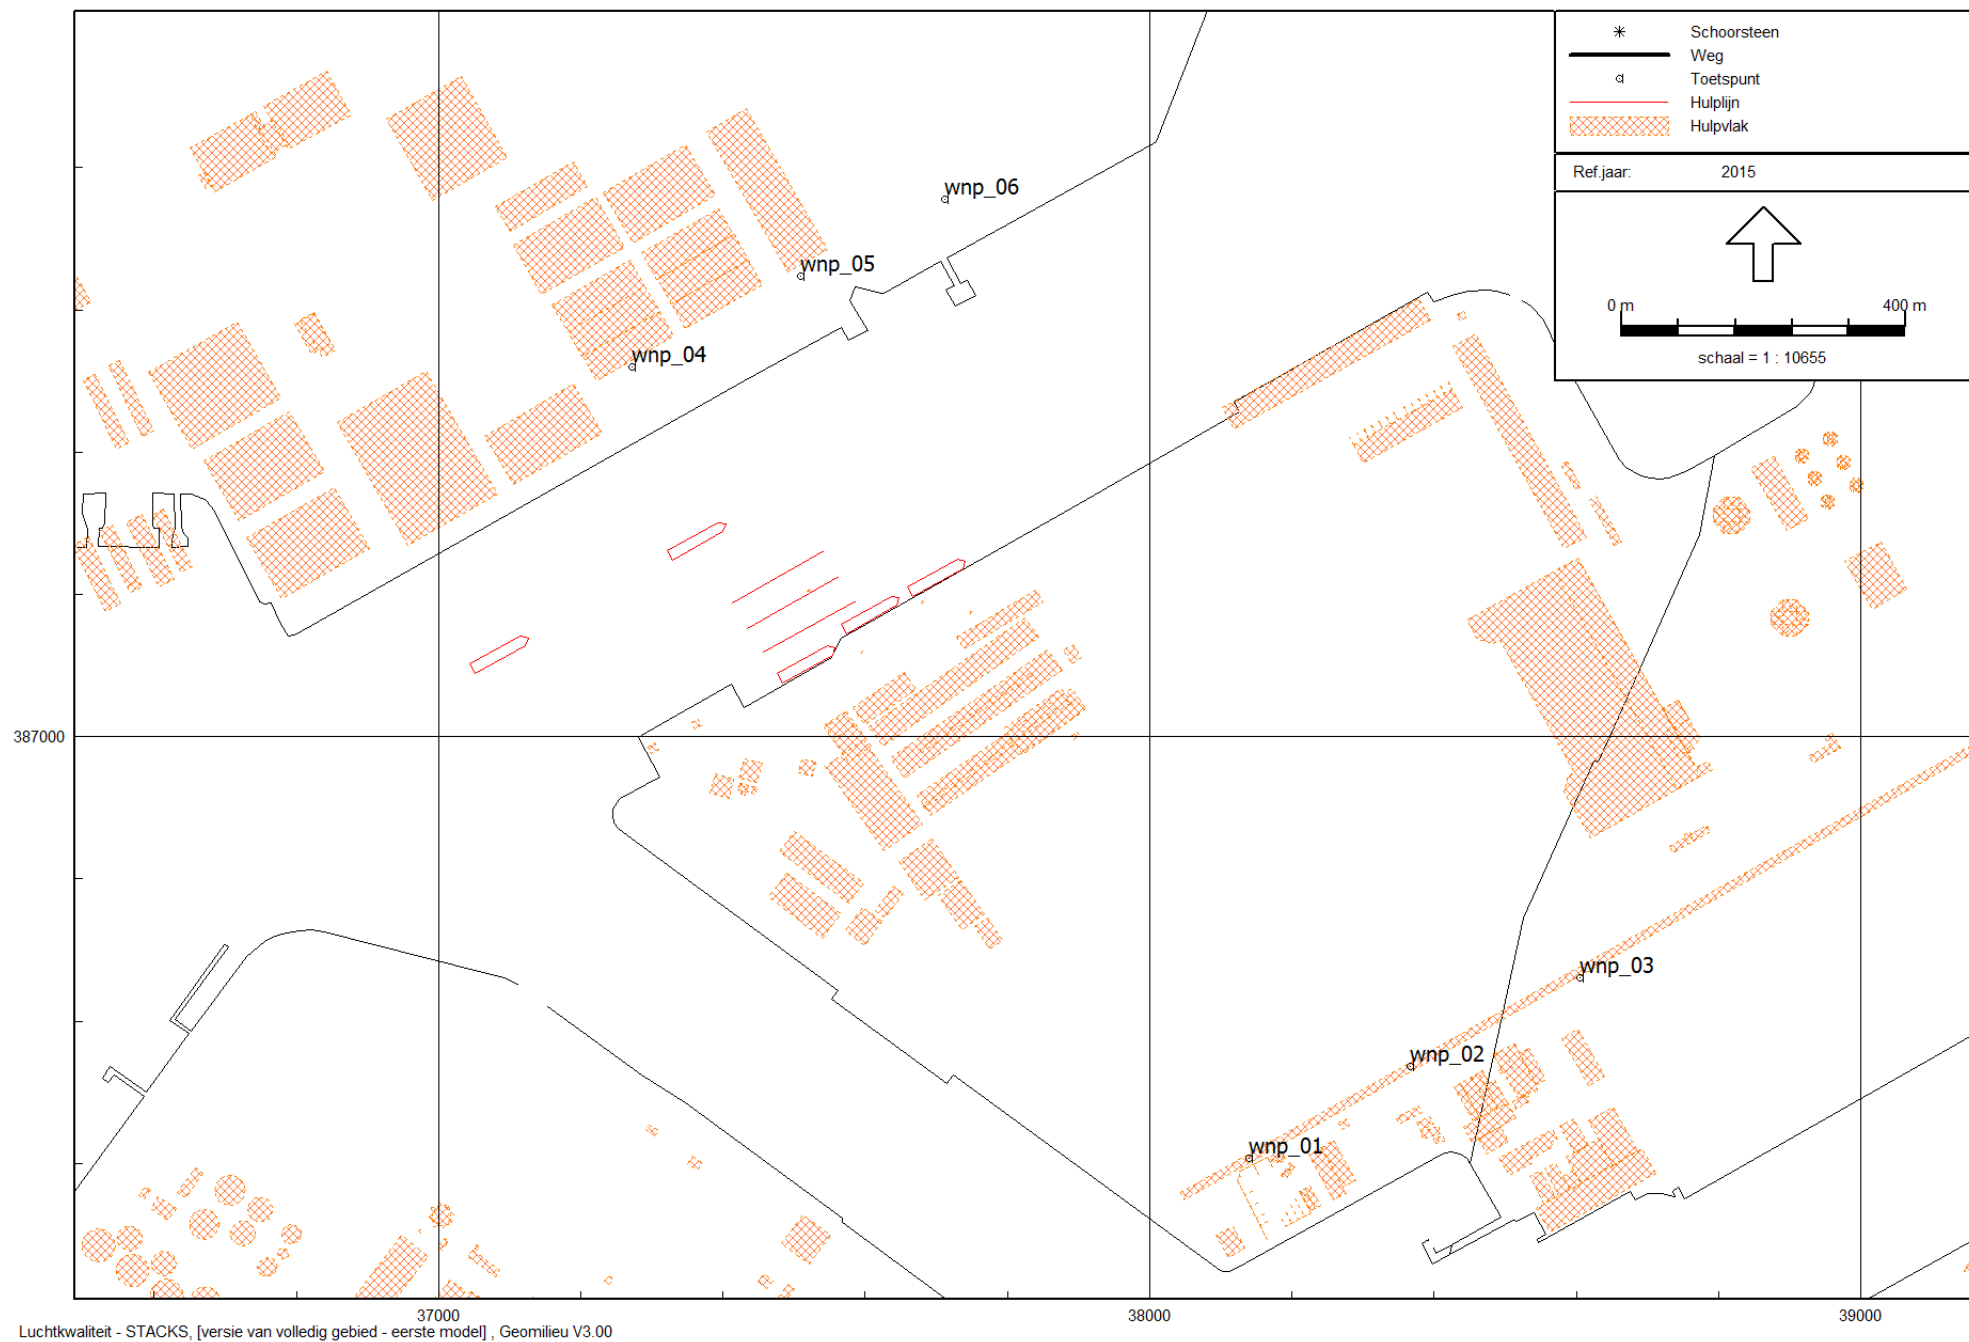 Schoorsteen
Weg
Toetspunt
Hulplijn
Hulpvlak
Ref.jaar: 2015
0 m 400 m
schaal = 1 : 10655
wnp_06
wnp_05
wnp_04
387000
wnp_03
wnp_02
wnp_01
37000 38000 39000
Luchtkwaliteit - STACKS, [versie van volledig gebied - eerste model] , Geomilieu V3.00